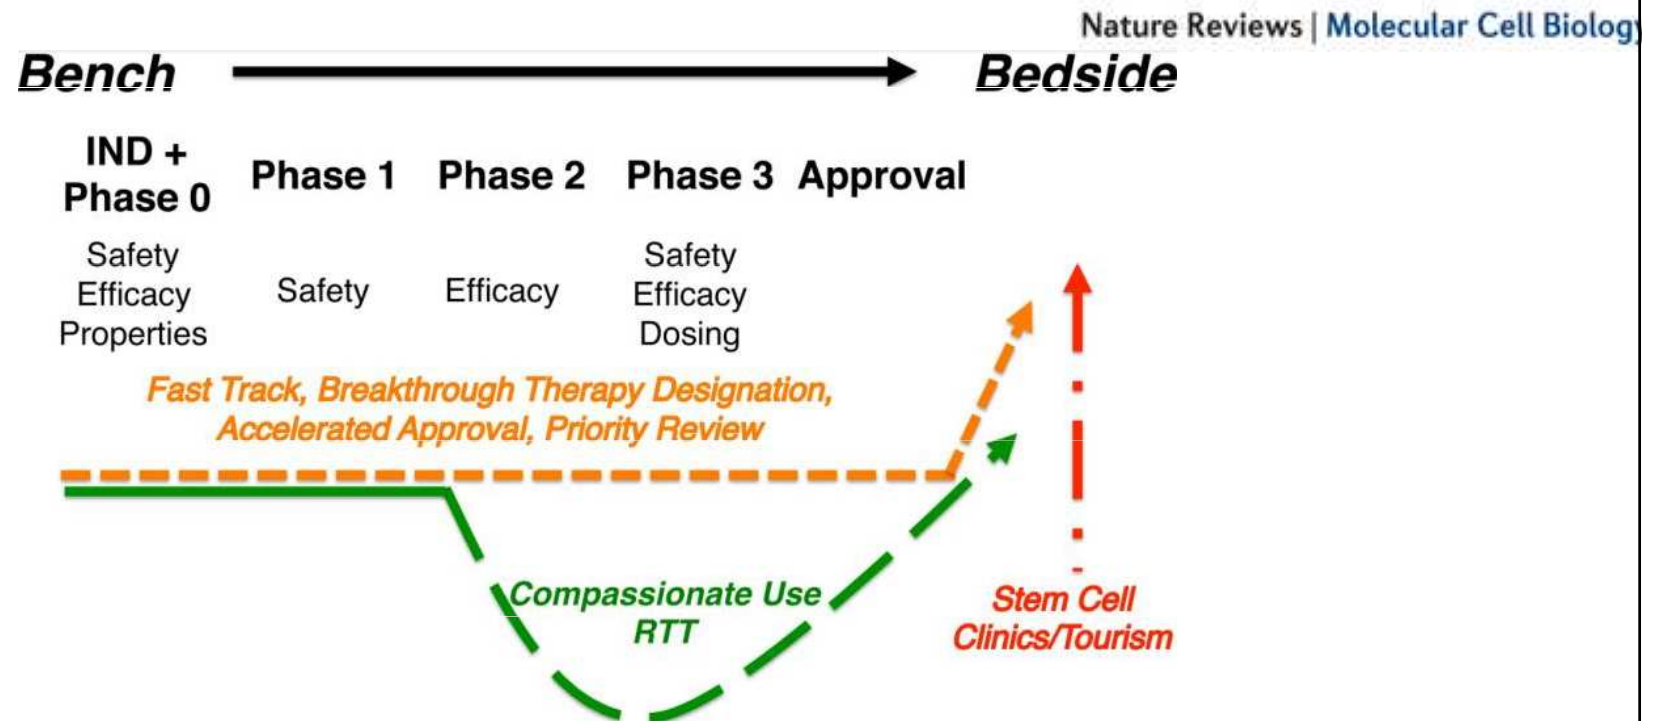 Nature Reviews | Molecular Cell Biology
Bench
Bedside
IND +
Phase 0
Phase 1
Phase 2
Phase 3
Approval
Safety
Efficacy
Properties
Safety
Efficacy
Safety
Efficacy
Dosing
Fast Track, Breakthrough Therapy Designation,
Accelerated Approval, Priority Review
Compassionate Use
RTT
Stem Cell
Clinics/Tourism